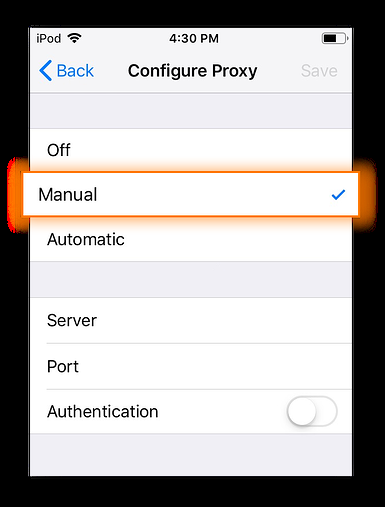 iPod 4:30 PM
Back Configure Proxy Save
Off
Manual
Automatic
Server
Port
Authentication